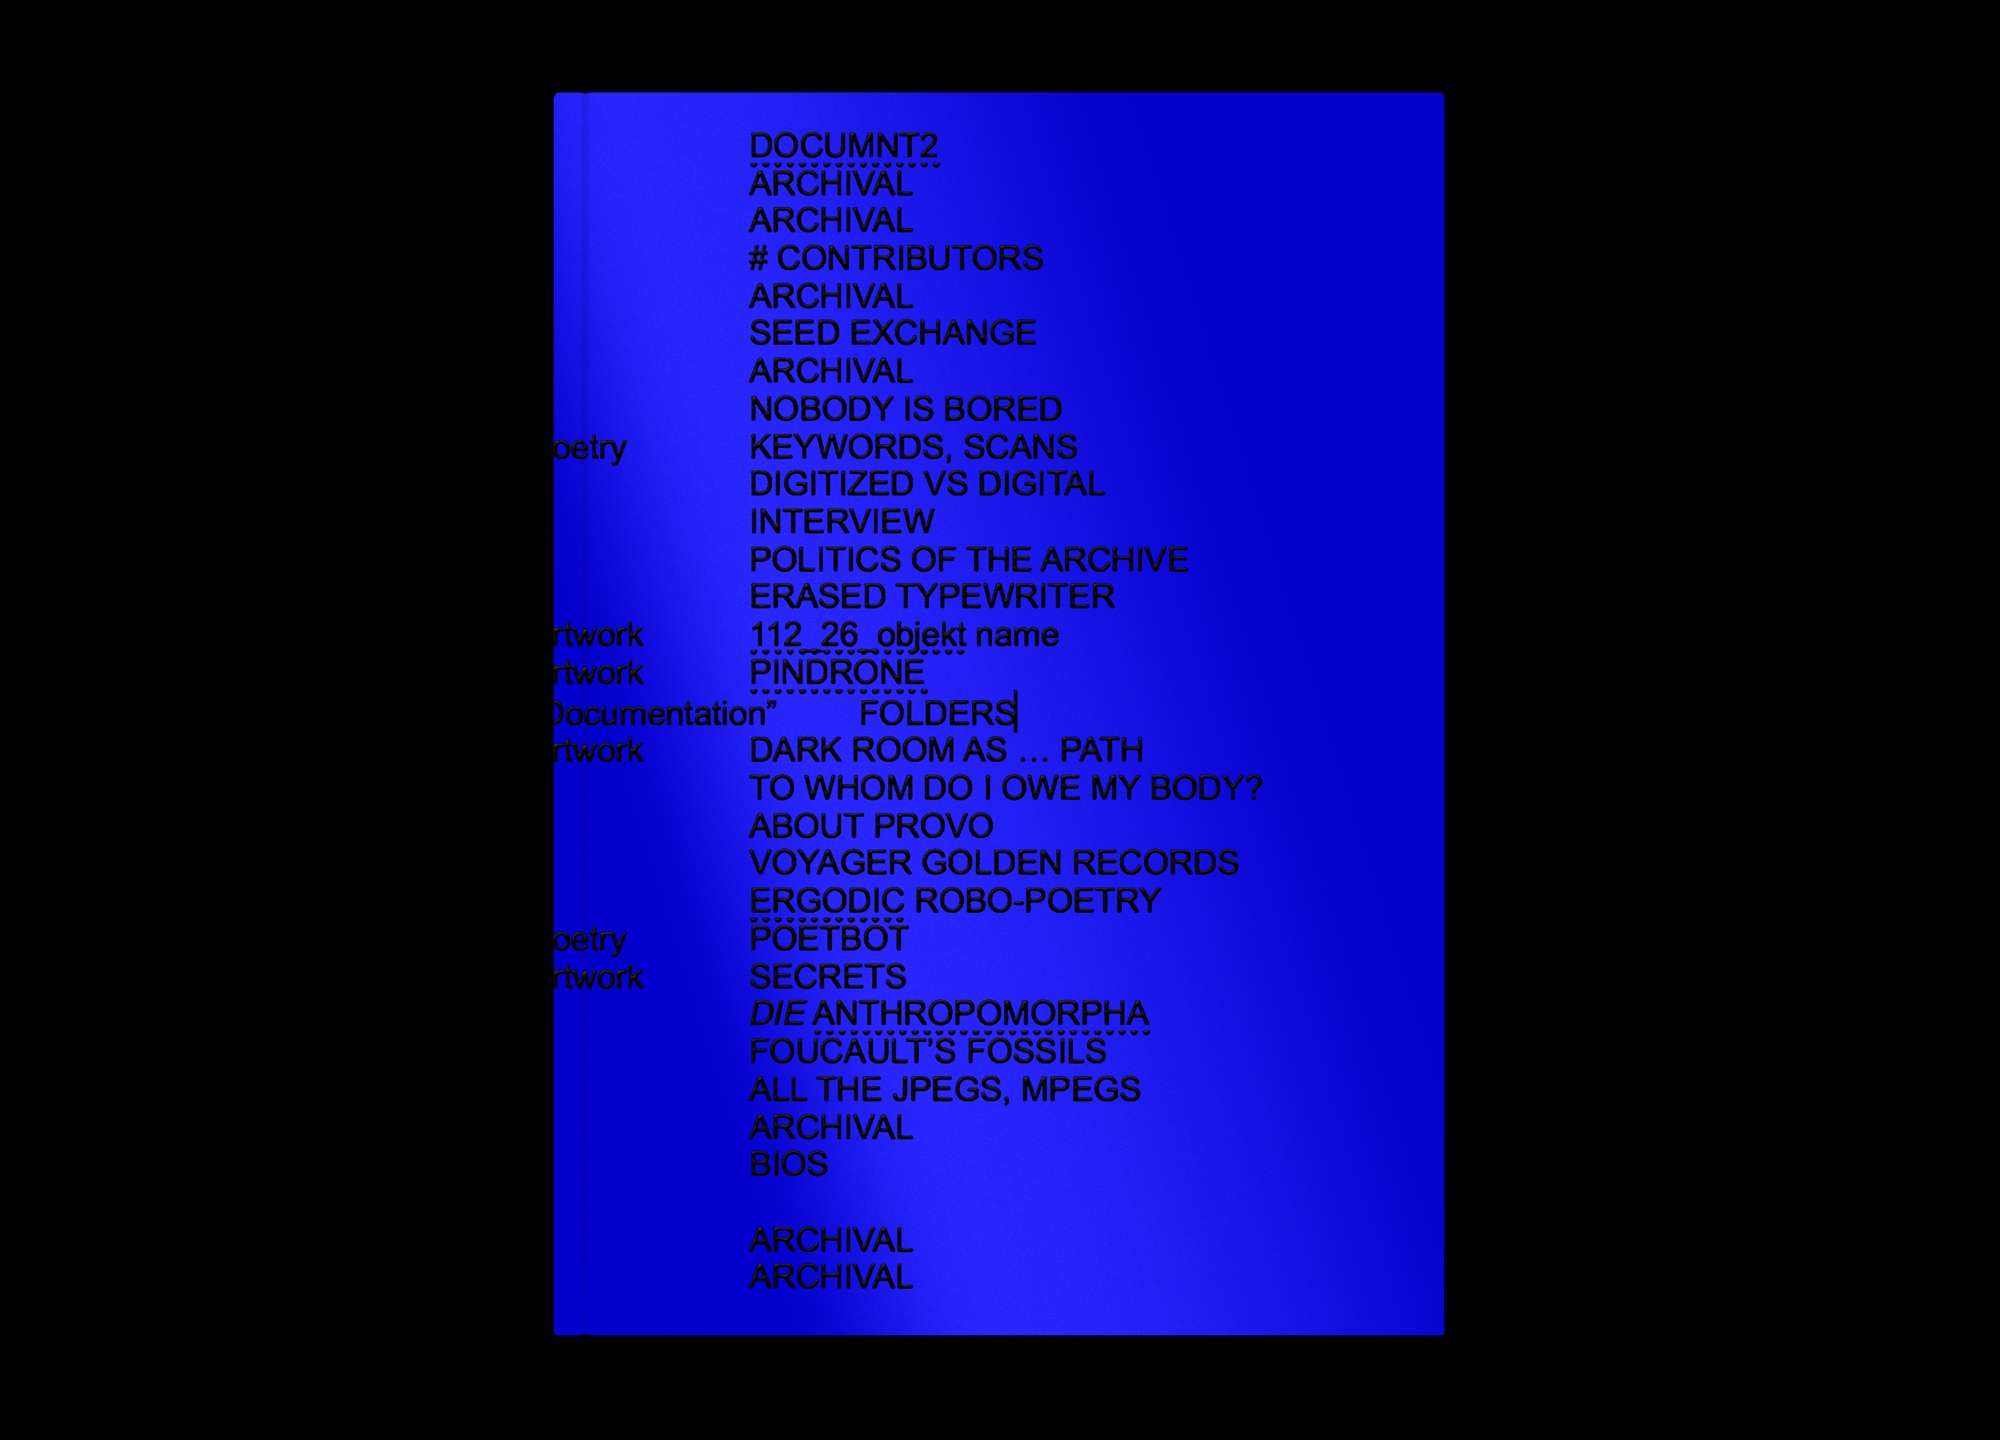 DOCUMNT2
ARCHIVAL
ARCHIVAL
# CONTRIBUTORS
ARCHIVAL
SEED EXCHANGE
ARCHIVAL
NOBODY IS BORED
oetry KEYWORDS, SCANS
DIGITIZED VS DIGITAL
INTERVIEW
POLITICS OF THE ARCHIVE
ERASED TYPEWRITER
rtwork 112_26_objekt name
rtwork PINDRONE
Documentation” FOLDERS
rtwork DARK ROOM AS … PATH
TO WHOM DO I OWE MY BODY?
ABOUT PROVO
VOYAGER GOLDEN RECORDS
ERGODIC ROBO-POETRY
oetry POETBOT
rtwork SECRETS
DIE ANTHROPOMORPHA
FOUCAULT’S FOSSILS
ALL THE JPEGS, MPEGS
ARCHIVAL
BIOS
ARCHIVAL
ARCHIVAL